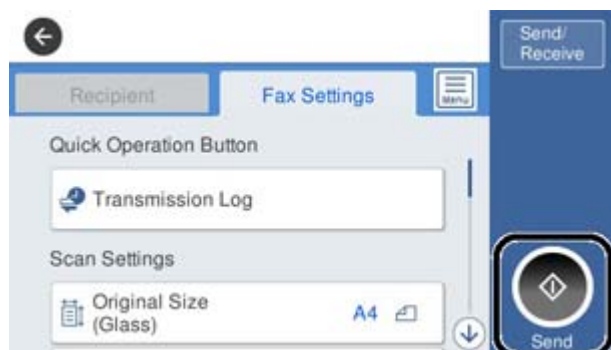 Send/
Receive
Recipient
Fax Settings
Menu
Quick Operation Button
Transmission Log
Scan Settings
Original Size
(Glass)
A4
Send